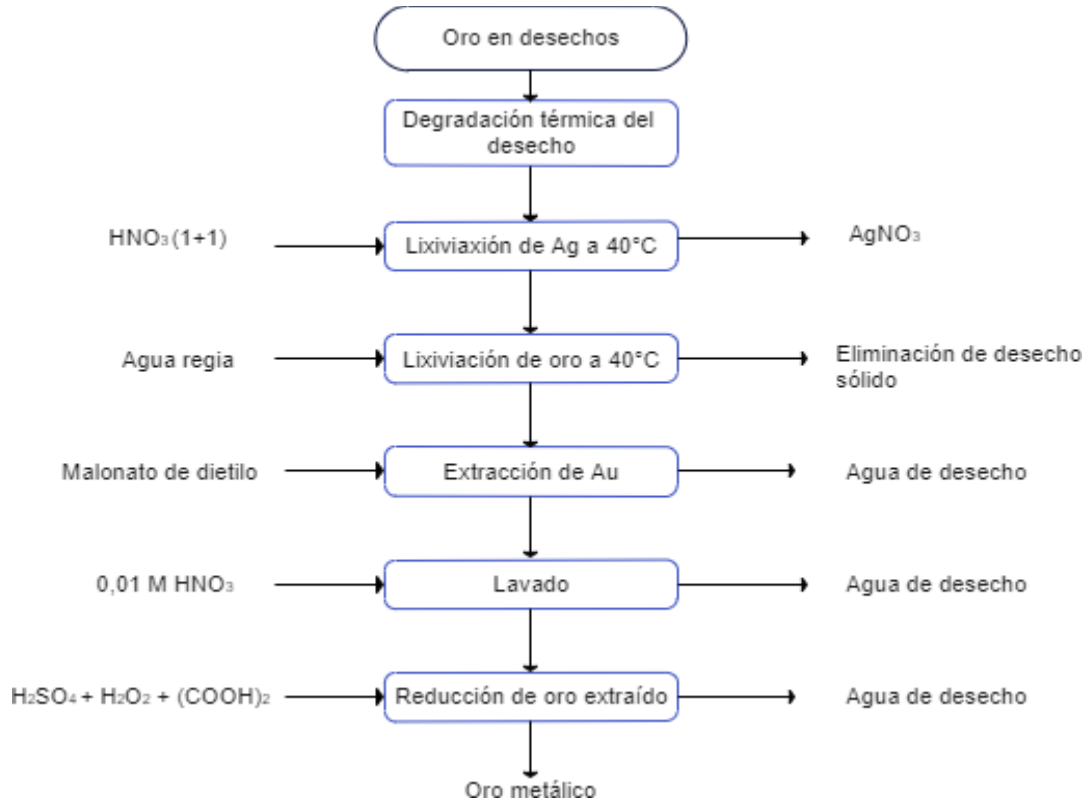 Oro en desechos
Degradación térmica del
desecho
HNO₃ (1+1)
Lixiviaxión de Ag a 40°C
AgNO₃
Agua regia
Lixiviación de oro a 40°C
Eliminación de desecho
sólido
Malonato de dietilo
Extracción de Au
Agua de desecho
0,01 M HNO₃
Lavado
Agua de desecho
H₂SO₄ + H₂O₂ + (COOH)₂
Reducción de oro extraído
Agua de desecho
Oro metálico